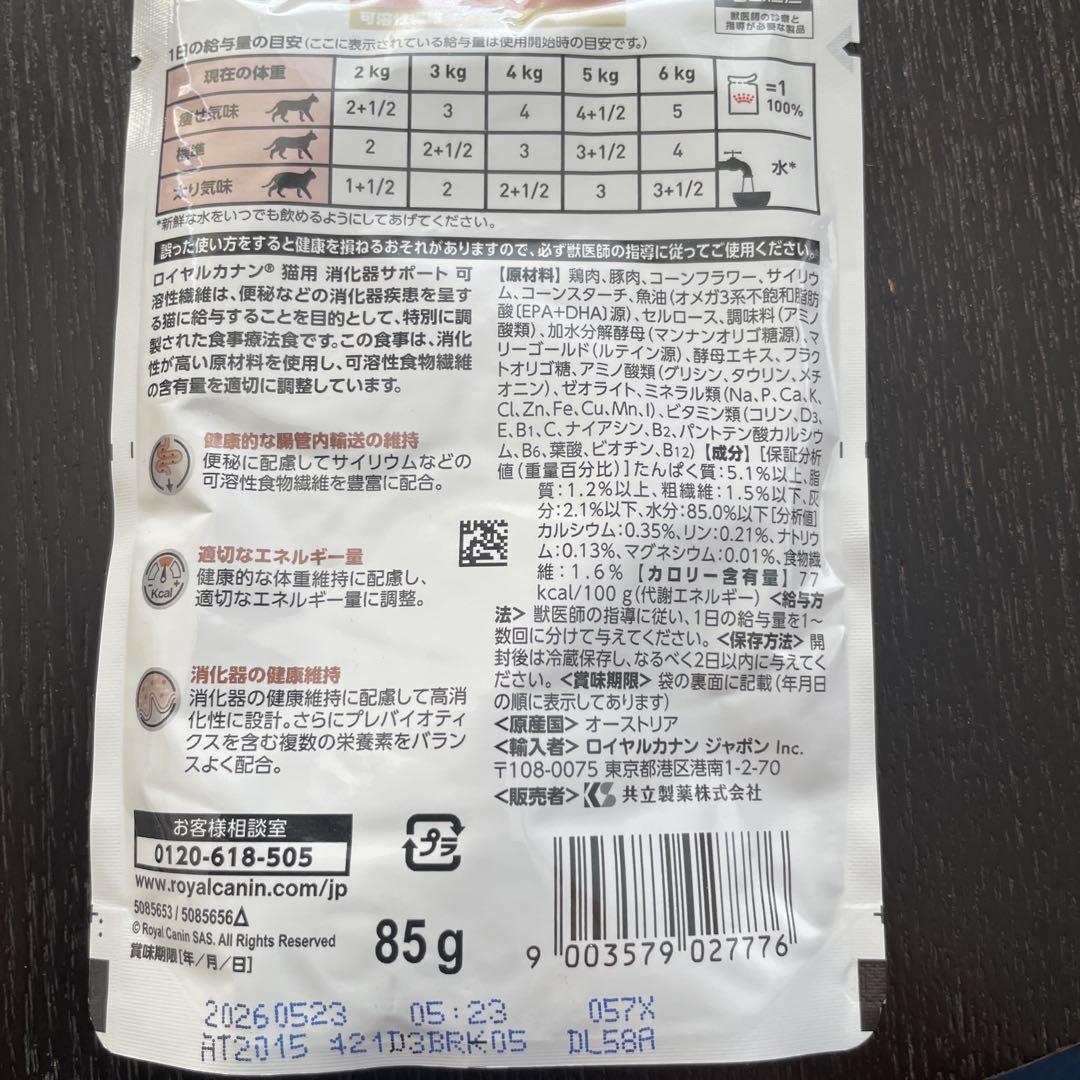 獣医師の診療と
指導が必要な製品
1日の給与量の目安(ここに表示されている給与量は使用開始時の目安です。)
現在の体重 2 kg 3 kg 4 kg 5 kg 6 kg
痩せ気味 2+1/2 3 4 4+1/2 5
標準 2 2+1/2 3 3+1/2 4
太り気味 1+1/2 2 2+1/2 3 3+1/2
=1
100%
水*
*新鮮な水をいつでも飲めるようにしてあげてください。
誤った使い方をすると健康を損ねるおそれがありますので、必ず獣医師の指導に従ってご使用ください。
ロイヤルカナン® 猫用 消化器サポート 可
溶性繊維は、便秘などの消化器疾患を呈す
る猫に給与することを目的として、特別に調
製された食事療法食です。この食事は、消化
性が高い原材料を使用し、可溶性食物繊維
の含有量を適切に調整しています。
健康的な腸管内輸送の維持
便秘に配慮してサイリウムなどの
可溶性食物繊維を豊富に配合。
適切なエネルギー量
健康的な体重維持に配慮し、
適切なエネルギー量に調整。
Kcal
消化器の健康維持
消化器の健康維持に配慮して高消
化性に設計。さらにプレバイオティ
クスを含む複数の栄養素をバラン
スよく配合。
【原材料】鶏肉、豚肉、コーンフラワー、サイリウ
ム、コーンスターチ、魚油(オメガ3系不飽和脂肪
酸〔EPA+DHA〕源)、セルロース、調味料(アミノ
酸類)、加水分解酵母(マンナンオリゴ糖源)、マ
リーゴールド(ルテイン源)、酵母エキス、フラク
トオリゴ糖、アミノ酸類(グリシン、タウリン、メチ
オニン)、ゼオライト、ミネラル類(Na、P、Ca、K、
Cl、Zn、Fe、Cu、Mn、I)、ビタミン類(コリン、D3、
E、B1、C、ナイアシン、B2、パントテン酸カルシウ
ム、B6、葉酸、ビオチン、B12)【成分】[保証分析
値(重量百分比)]たんぱく質:5.1%以上、脂
質:1.2%以上、粗繊維:1.5%以下、灰
分:2.1%以下、水分:85.0%以下[分析値]
カルシウム:0.35%、リン:0.21%、ナトリウ
ム:0.13%、マグネシウム:0.01%、食物繊
維:1.6%【カロリー含有量】77
kcal/100 g(代謝エネルギー)<給与方
法>獣医師の指導に従い、1日の給与量を1~
数回に分けて与えてください。<保存方法>開
封後は冷蔵保存し、なるべく2日以内に与えてく
ださい。<賞味期限>袋の裏面に記載(年月日
の順に表示してあります)
<原産国>オーストリア
<輸入者>ロイヤルカナン ジャポン Inc.
〒108-0075 東京都港区港南1-2-70
<販売者>KS 共立製薬株式会社
お客様相談室
0120-618-505
www.royalcanin.com/jp
5085653 / 5085656
© Royal Canin SAS. All Rights Reserved
賞味期限[年/月/日]
プラ
85 g
9 003579 027776
20260523 05:23 057X
AT2015 421D3BRK05 DL58A